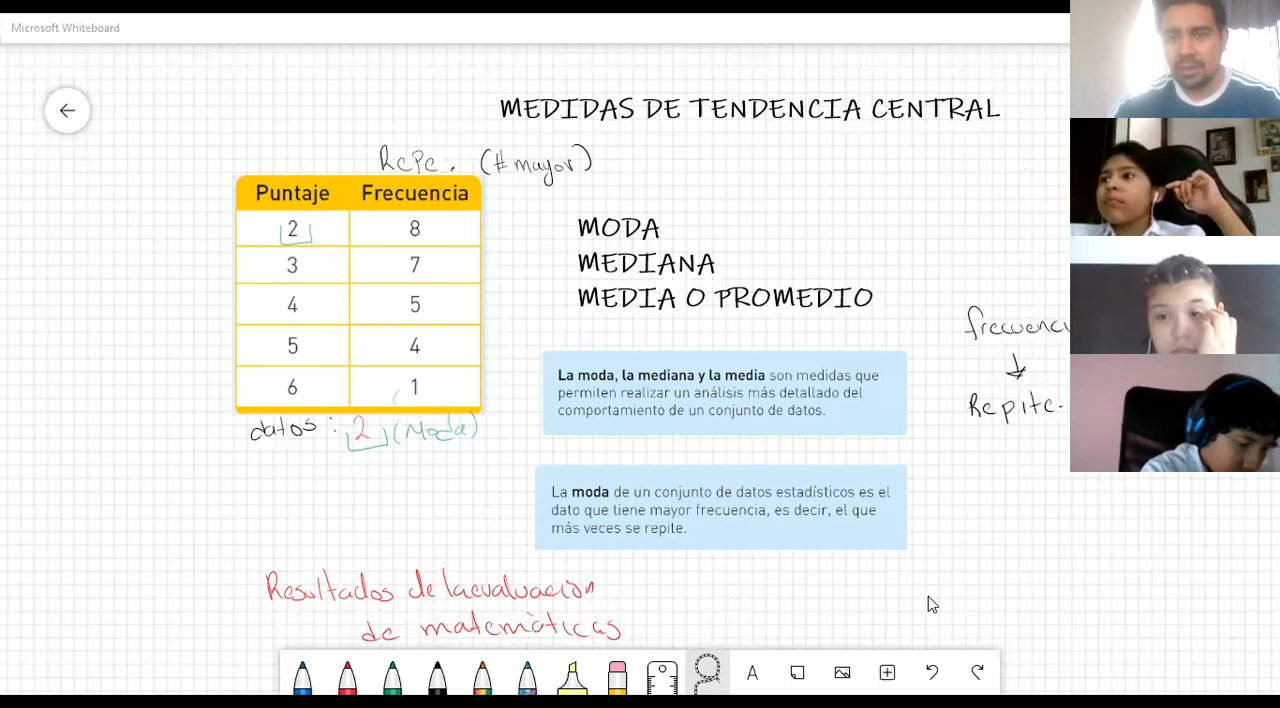 Microsoft Whiteboard
MEDIDAS DE TENDENCIA CENTRAL
Repe. (# mayor)
Puntaje Frecuencia
2 8
3 7
4 5
5 4
6 1
datos: 2 (Moda)
MODA
MEDIANA
MEDIA O PROMEDIO
frecuenci
Repite.
La moda, la mediana y la media son medidas que
permiten realizar un análisis más detallado del
comportamiento de un conjunto de datos.
La moda de un conjunto de datos estadísticos es el
dato que tiene mayor frecuencia, es decir, el que
más veces se repite.
Resultados de la evaluación
de matemàticas
A